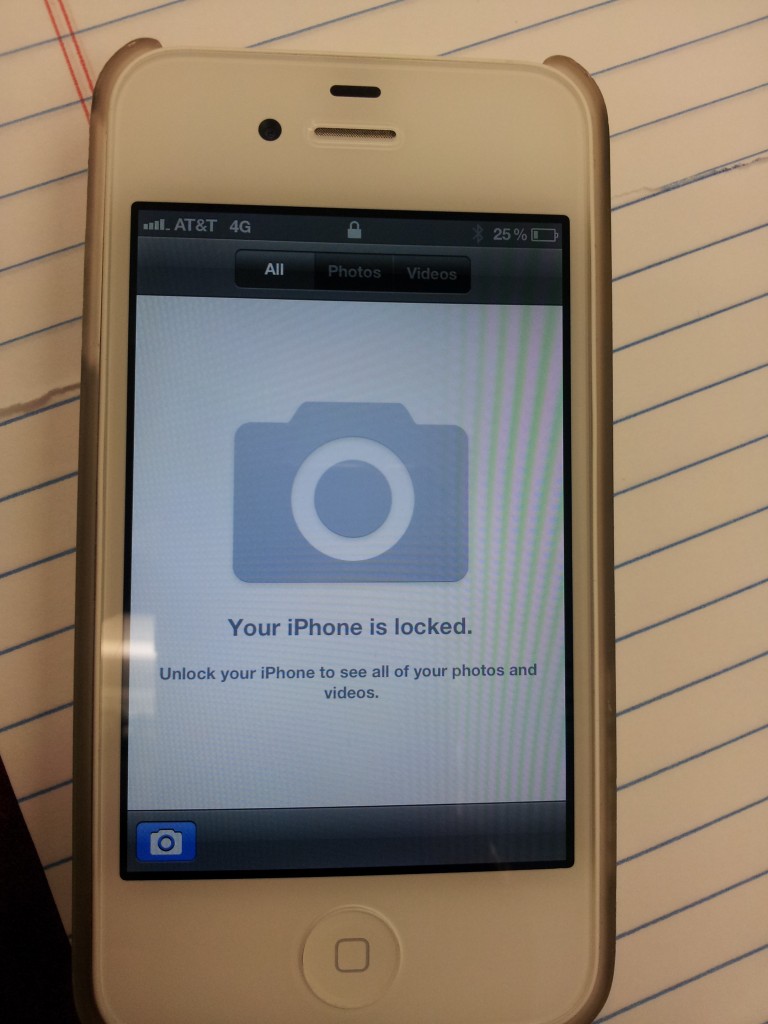 AT&T 4G 25%
All Photos Videos
Your iPhone is locked.
Unlock your iPhone to see all of your photos and
videos.